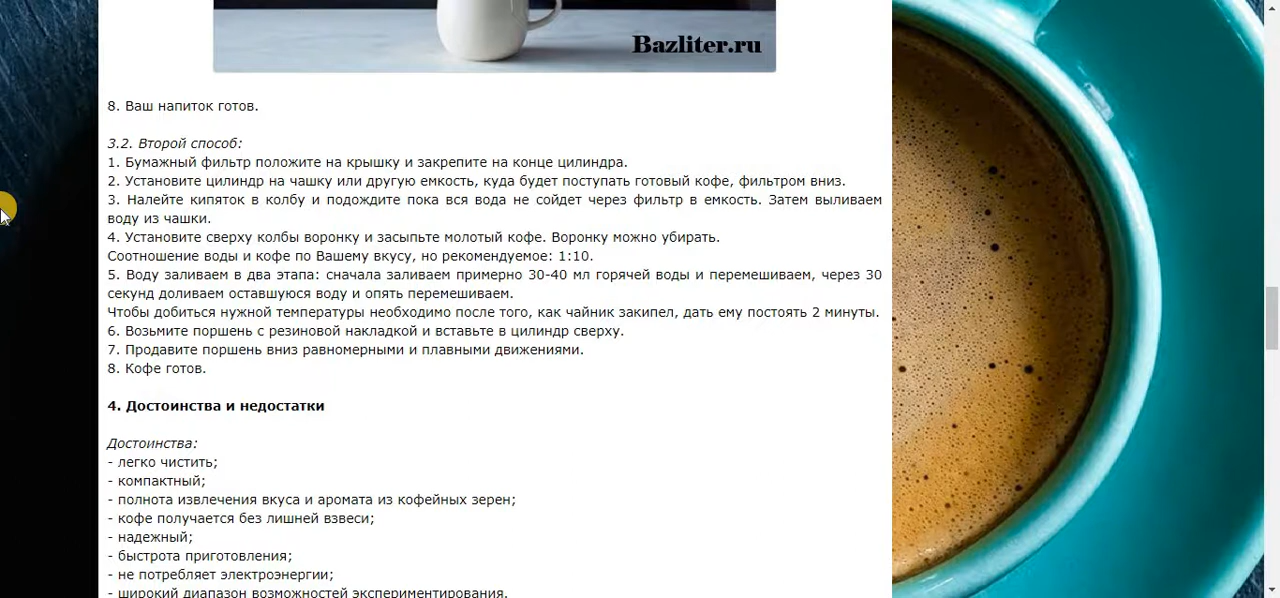 Bazliter.ru
8. Ваш напиток готов.
3.2. Второй способ:
1. Бумажный фильтр положите на крышку и закрепите на конце цилиндра.
2. Установите цилиндр на чашку или другую емкость, куда будет поступать готовый кофе, фильтром вниз.
3. Налейте кипяток в колбу и подождите пока вся вода не сойдет через фильтр в емкость. Затем выливаем
воду из чашки.
4. Установите сверху колбы воронку и засыпьте молотый кофе. Воронку можно убирать.
Соотношение воды и кофе по Вашему вкусу, но рекомендуемое: 1:10.
5. Воду заливаем в два этапа: сначала заливаем примерно 30-40 мл горячей воды и перемешиваем, через 30
секунд доливаем оставшуюся воду и опять перемешиваем.
Чтобы добиться нужной температуры необходимо после того, как чайник закипел, дать ему постоять 2 минуты.
6. Возьмите поршень с резиновой накладкой и вставьте в цилиндр сверху.
7. Продавите поршень вниз равномерными и плавными движениями.
8. Кофе готов.
4. Достоинства и недостатки
Достоинства:
- легко чистить;
- компактный;
- полнота извлечения вкуса и аромата из кофейных зерен;
- кофе получается без лишней взвеси;
- надежный;
- быстрота приготовления;
- не потребляет электроэнергии;
- широкий диапазон возможностей экспериментирования.